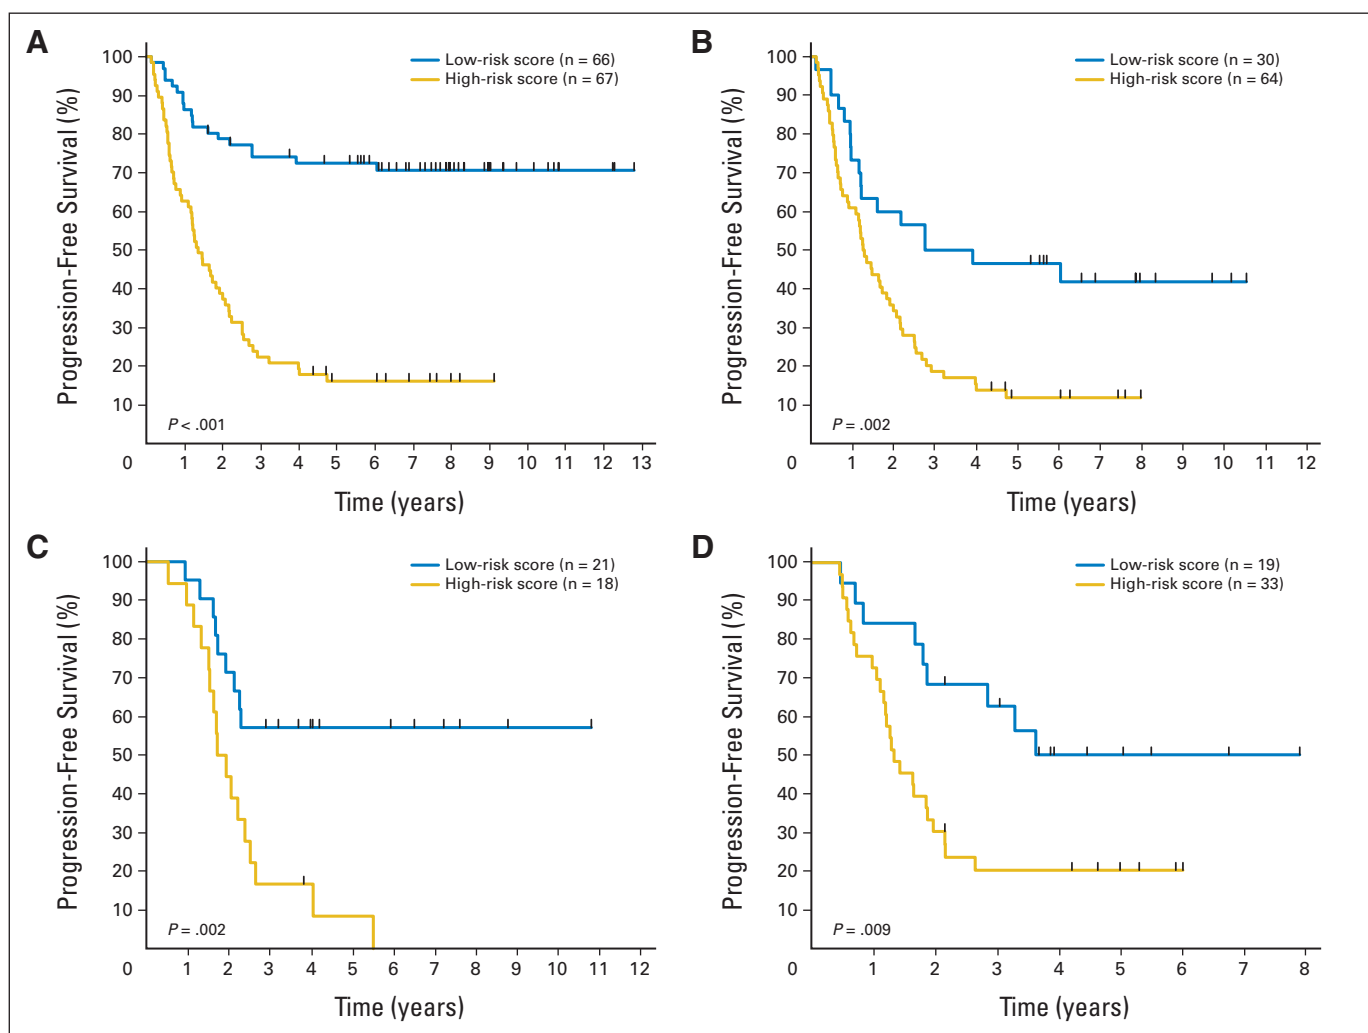 A
100
90
80
70
60
50
40
30
20
10
0
Progression-Free Survival (%)
Low-risk score (n = 66)
High-risk score (n = 67)
P < .001
1 2 3 4 5 6 7 8 9 10 11 12 13
Time (years)
B
100
90
80
70
60
50
40
30
20
10
0
Progression-Free Survival (%)
Low-risk score (n = 30)
High-risk score (n = 64)
P = .002
1 2 3 4 5 6 7 8 9 10 11 12
Time (years)
C
100
90
80
70
60
50
40
30
20
10
0
Progression-Free Survival (%)
Low-risk score (n = 21)
High-risk score (n = 18)
P = .002
1 2 3 4 5 6 7 8 9 10 11 12
Time (years)
D
100
90
80
70
60
50
40
30
20
10
0
Progression-Free Survival (%)
Low-risk score (n = 19)
High-risk score (n = 33)
P = .009
1 2 3 4 5 6 7 8
Time (years)